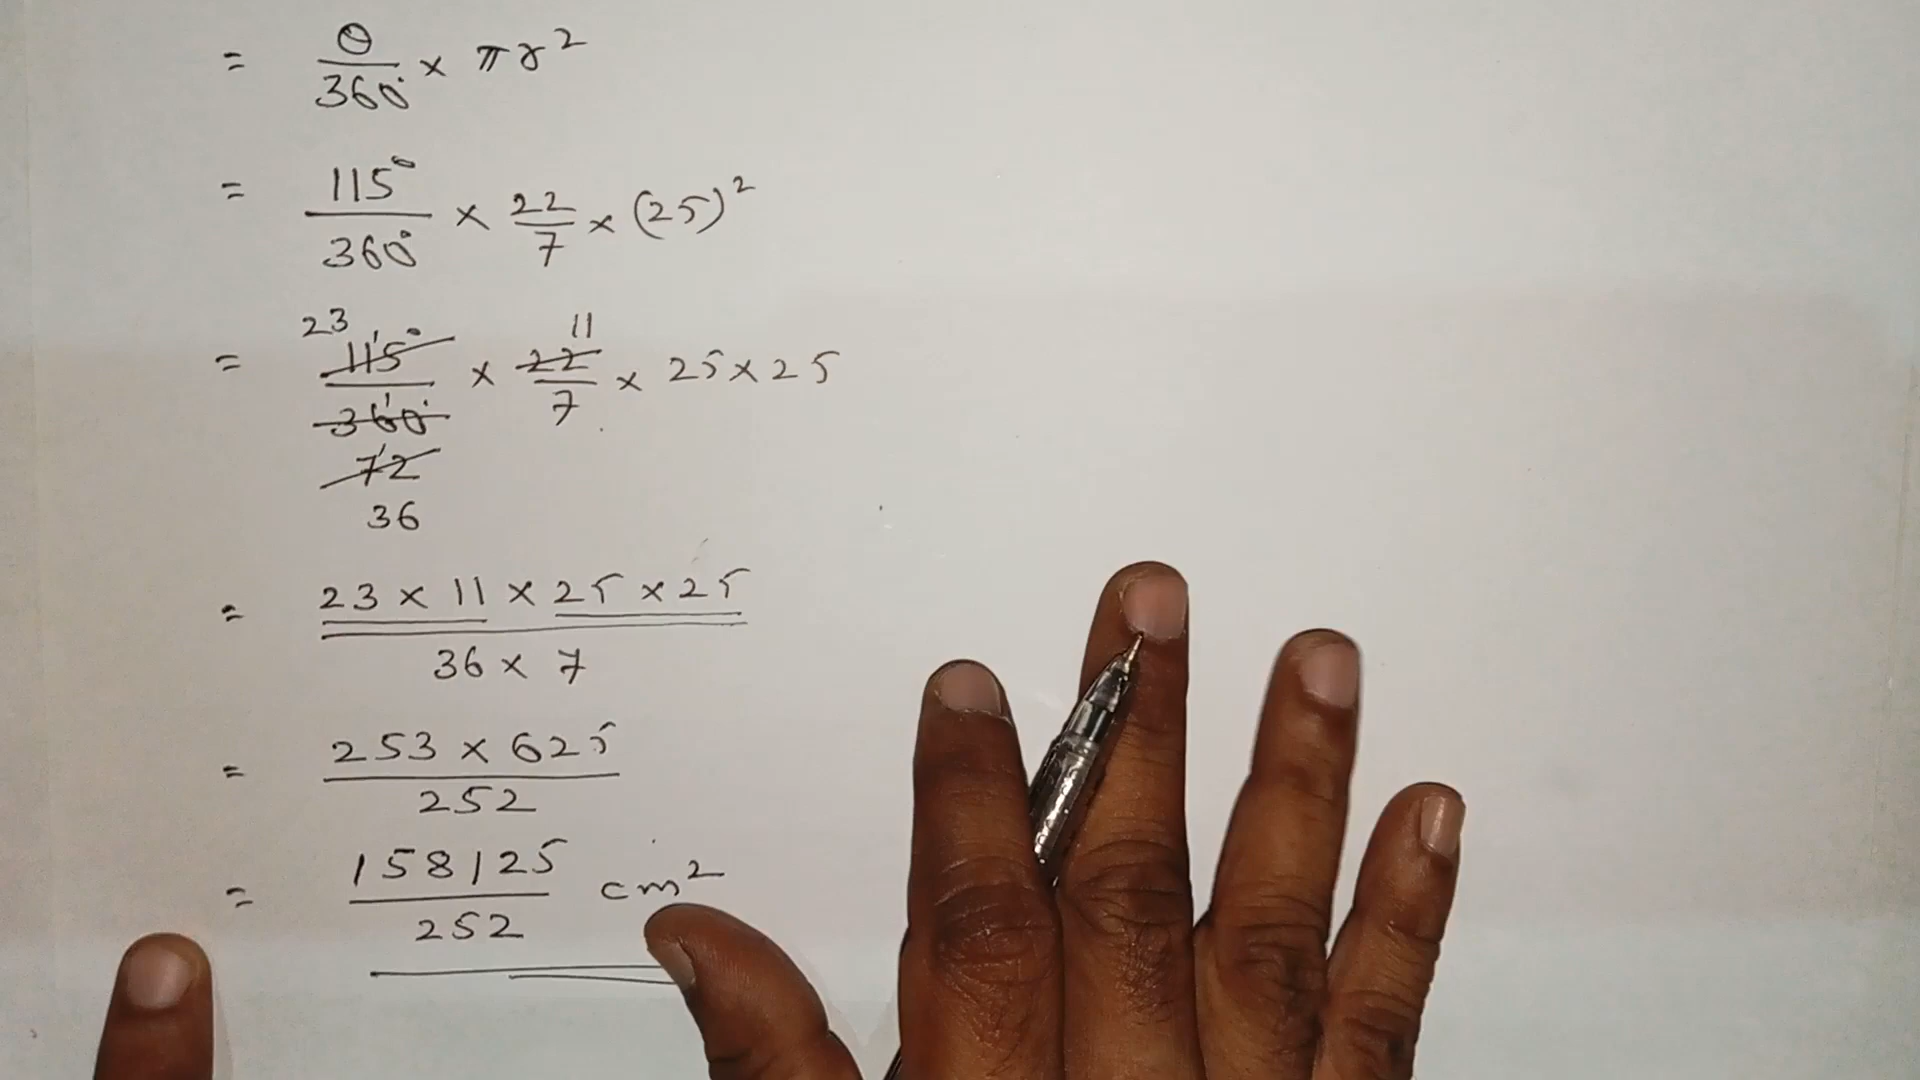 = θ/360° × πr²
= 115°/360° × 22/7 × (25)²
= 23 115°/360° 72 36 × 11 22/7 × 25 × 25
= 23 × 11 × 25 × 25 / 36 × 7
= 253 × 625 / 252
= 158125/252 cm²